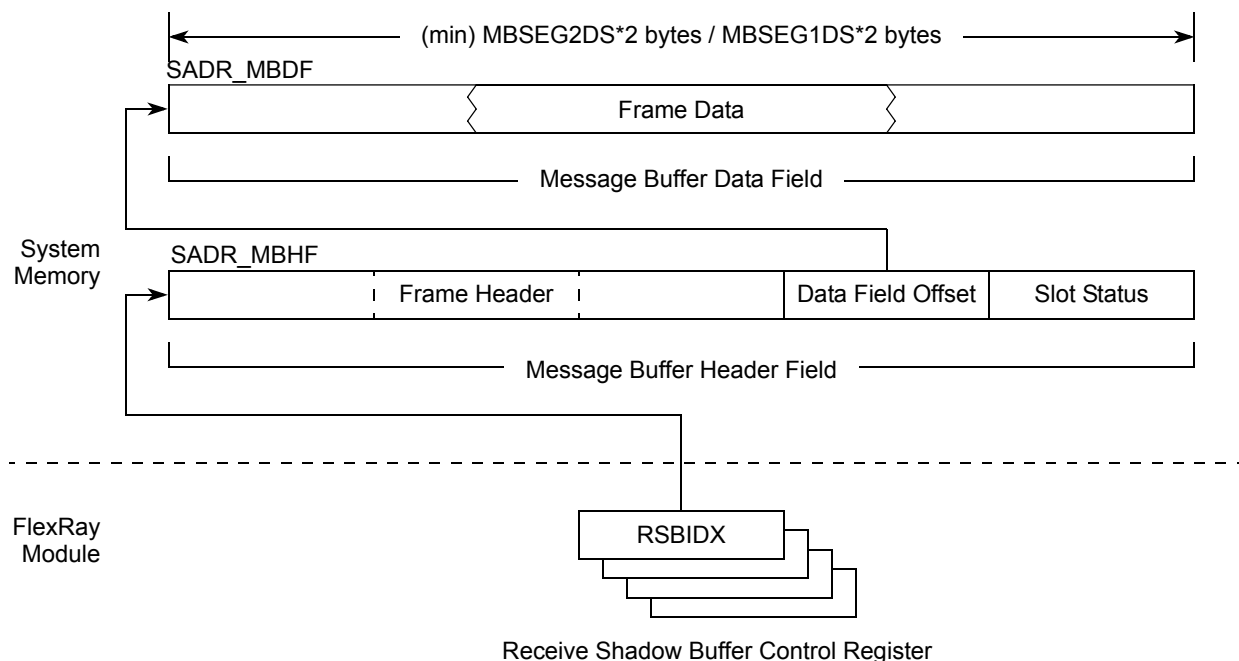 (min) MBSEG2DS*2 bytes / MBSEG1DS*2 bytes
SADR_MBDF
Frame Data
Message Buffer Data Field
System
Memory
SADR_MBHF
Frame Header
Data Field Offset
Slot Status
Message Buffer Header Field
FlexRay
Module
RSBIDX
Receive Shadow Buffer Control Register